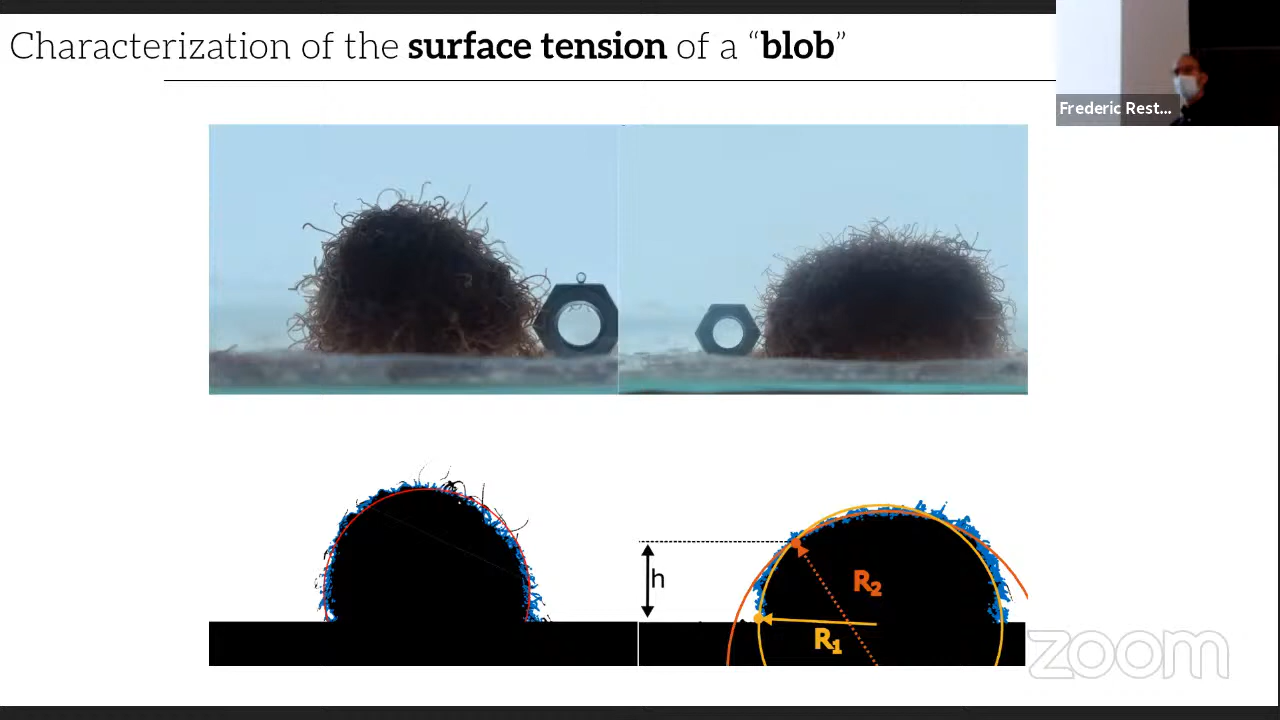 Characterization of the surface tension of a “blob”
Frederic Rest...
h
R₂
R₁
zoom